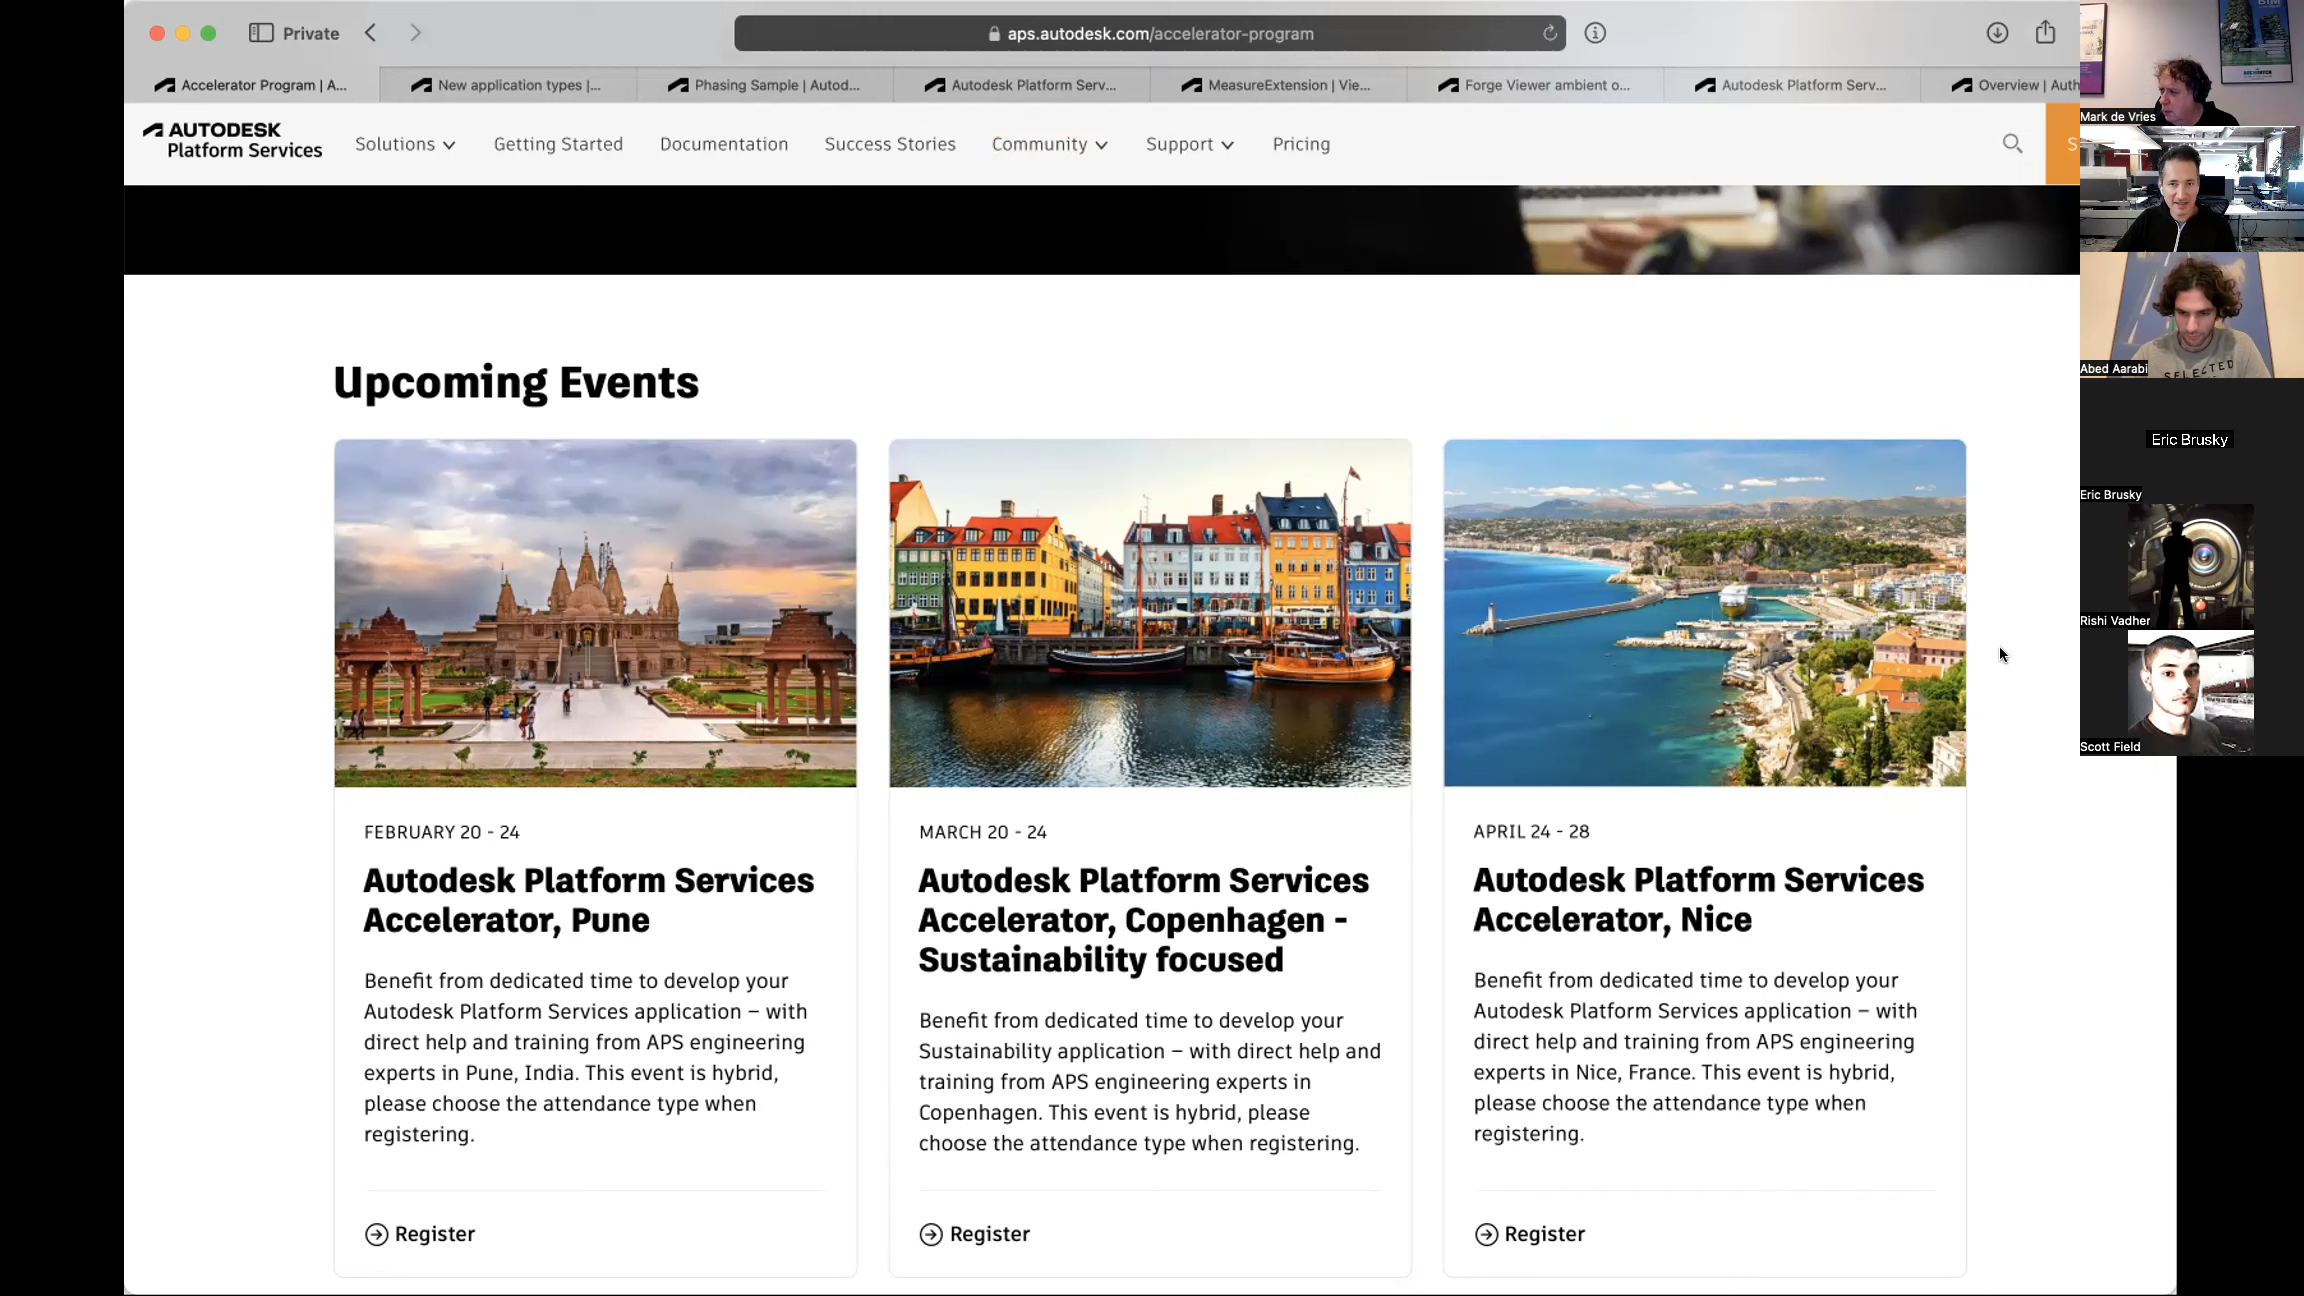 Private
aps.autodesk.com/accelerator-program
Accelerator Program | A...
New application types |...
Phasing Sample | Autod...
Autodesk Platform Serv...
MeasureExtension | Vie...
Forge Viewer ambient o...
Autodesk Platform Serv...
Overview | Auth
AUTODESK
Platform Services
Solutions
Getting Started
Documentation
Success Stories
Community
Support
Pricing
S
Upcoming Events
FEBRUARY 20 - 24
Autodesk Platform Services
Accelerator, Pune
Benefit from dedicated time to develop your
Autodesk Platform Services application – with
direct help and training from APS engineering
experts in Pune, India. This event is hybrid,
please choose the attendance type when
registering.
Register
MARCH 20 - 24
Autodesk Platform Services
Accelerator, Copenhagen -
Sustainability focused
Benefit from dedicated time to develop your
Sustainability application – with direct help and
training from APS engineering experts in
Copenhagen. This event is hybrid, please
choose the attendance type when registering.
Register
APRIL 24 - 28
Autodesk Platform Services
Accelerator, Nice
Benefit from dedicated time to develop your
Autodesk Platform Services application – with
direct help and training from APS engineering
experts in Nice, France. This event is hybrid,
please choose the attendance type when
registering.
Register
BIM
Mark de Vries
SELECTED
Abed Aarabi
Eric Brusky
Eric Brusky
Rishi Vadher
Scott Field